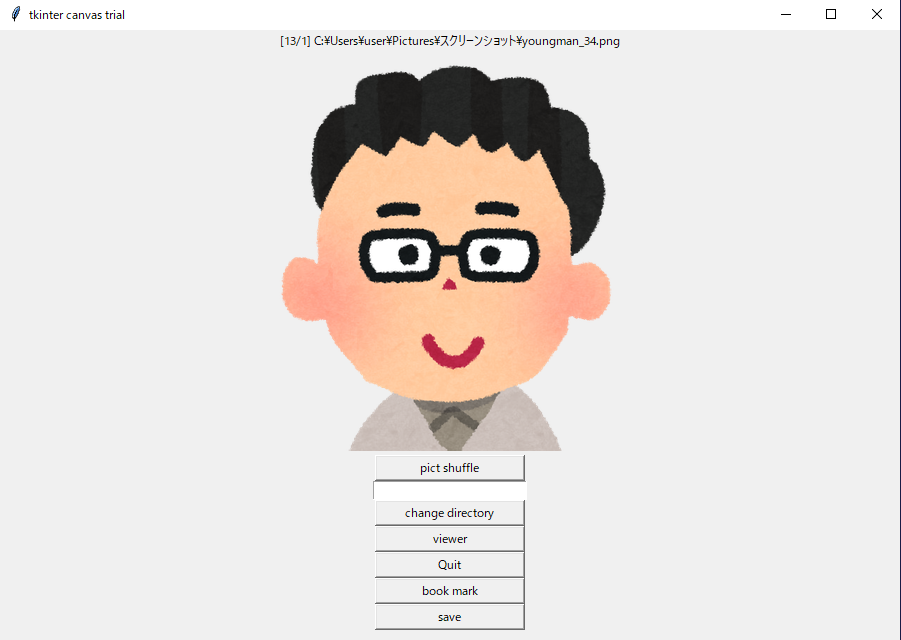 tkinter canvas trial
[13/1] C:¥Users¥user¥Pictures¥スクリーンショット¥youngman_34.png
pict shuffle
change directory
viewer
Quit
book mark
save